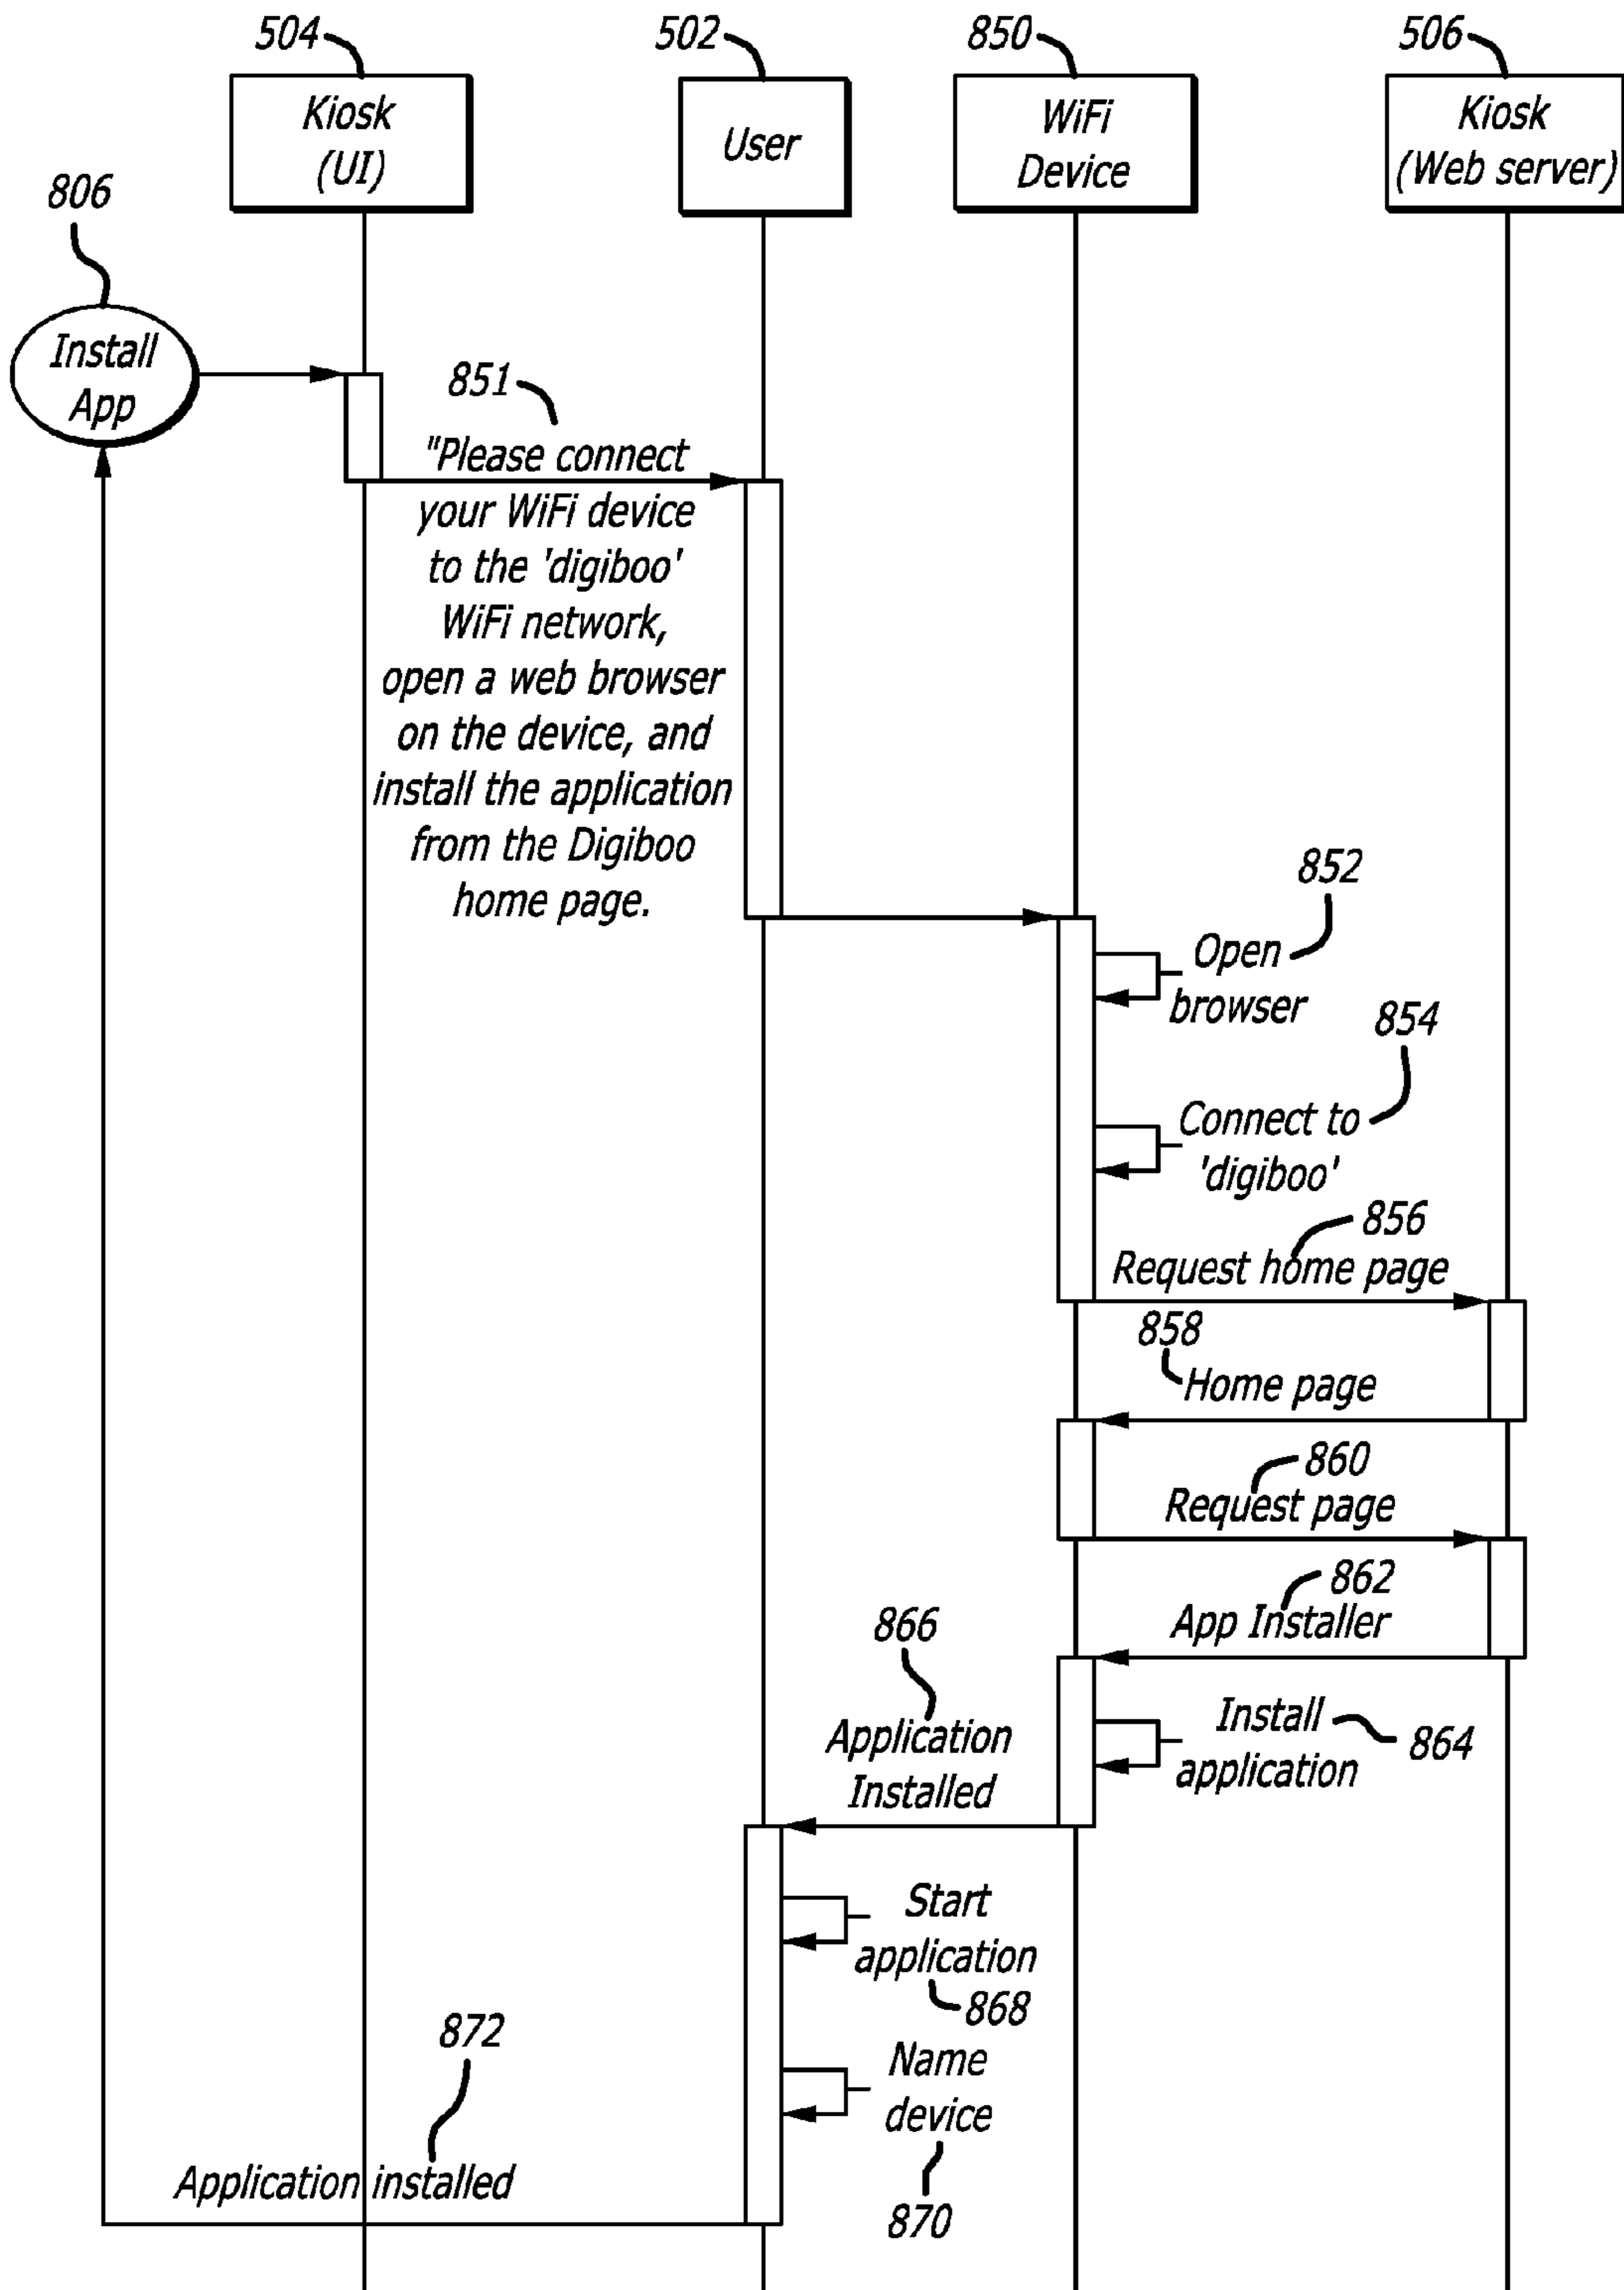 504
502
850
506
Kiosk
(UI)
User
WiFi
Device
Kiosk
(Web server)
806
Install
App
851
"Please connect
your WiFi device
to the 'digiboo'
WiFi network,
open a web browser
on the device, and
install the application
from the Digiboo
home page.
852
Open
browser
854
Connect to
'digiboo'
856
Request home page
858
Home page
860
Request page
862
App Installer
866
Application
Installed
Install
application
864
Start
application
868
872
Name
device
870
Application installed